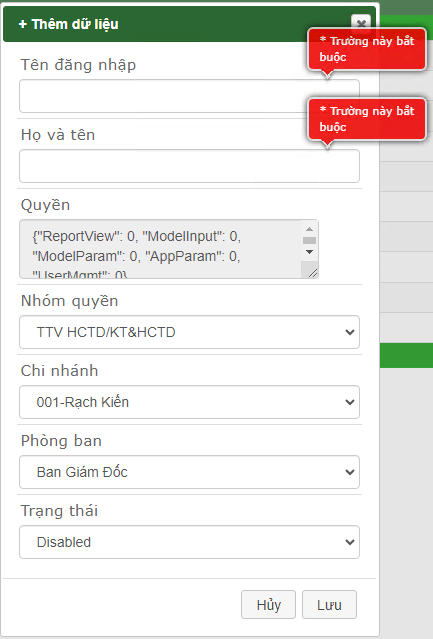 + Thêm dữ liệu
* Trường này bắt
buộc
Tên đăng nhập
* Trường này bắt
buộc
Họ và tên
Quyền
{"ReportView": 0, "ModelInput": 0,
"ModelParam": 0, "AppParam": 0,
"UserMgmt": 0}
Nhóm quyền
TTV HCTD/KT&HCTD
Chi nhánh
001-Rạch Kiến
Phòng ban
Ban Giám Đốc
Trạng thái
Disabled
Hủy Lưu